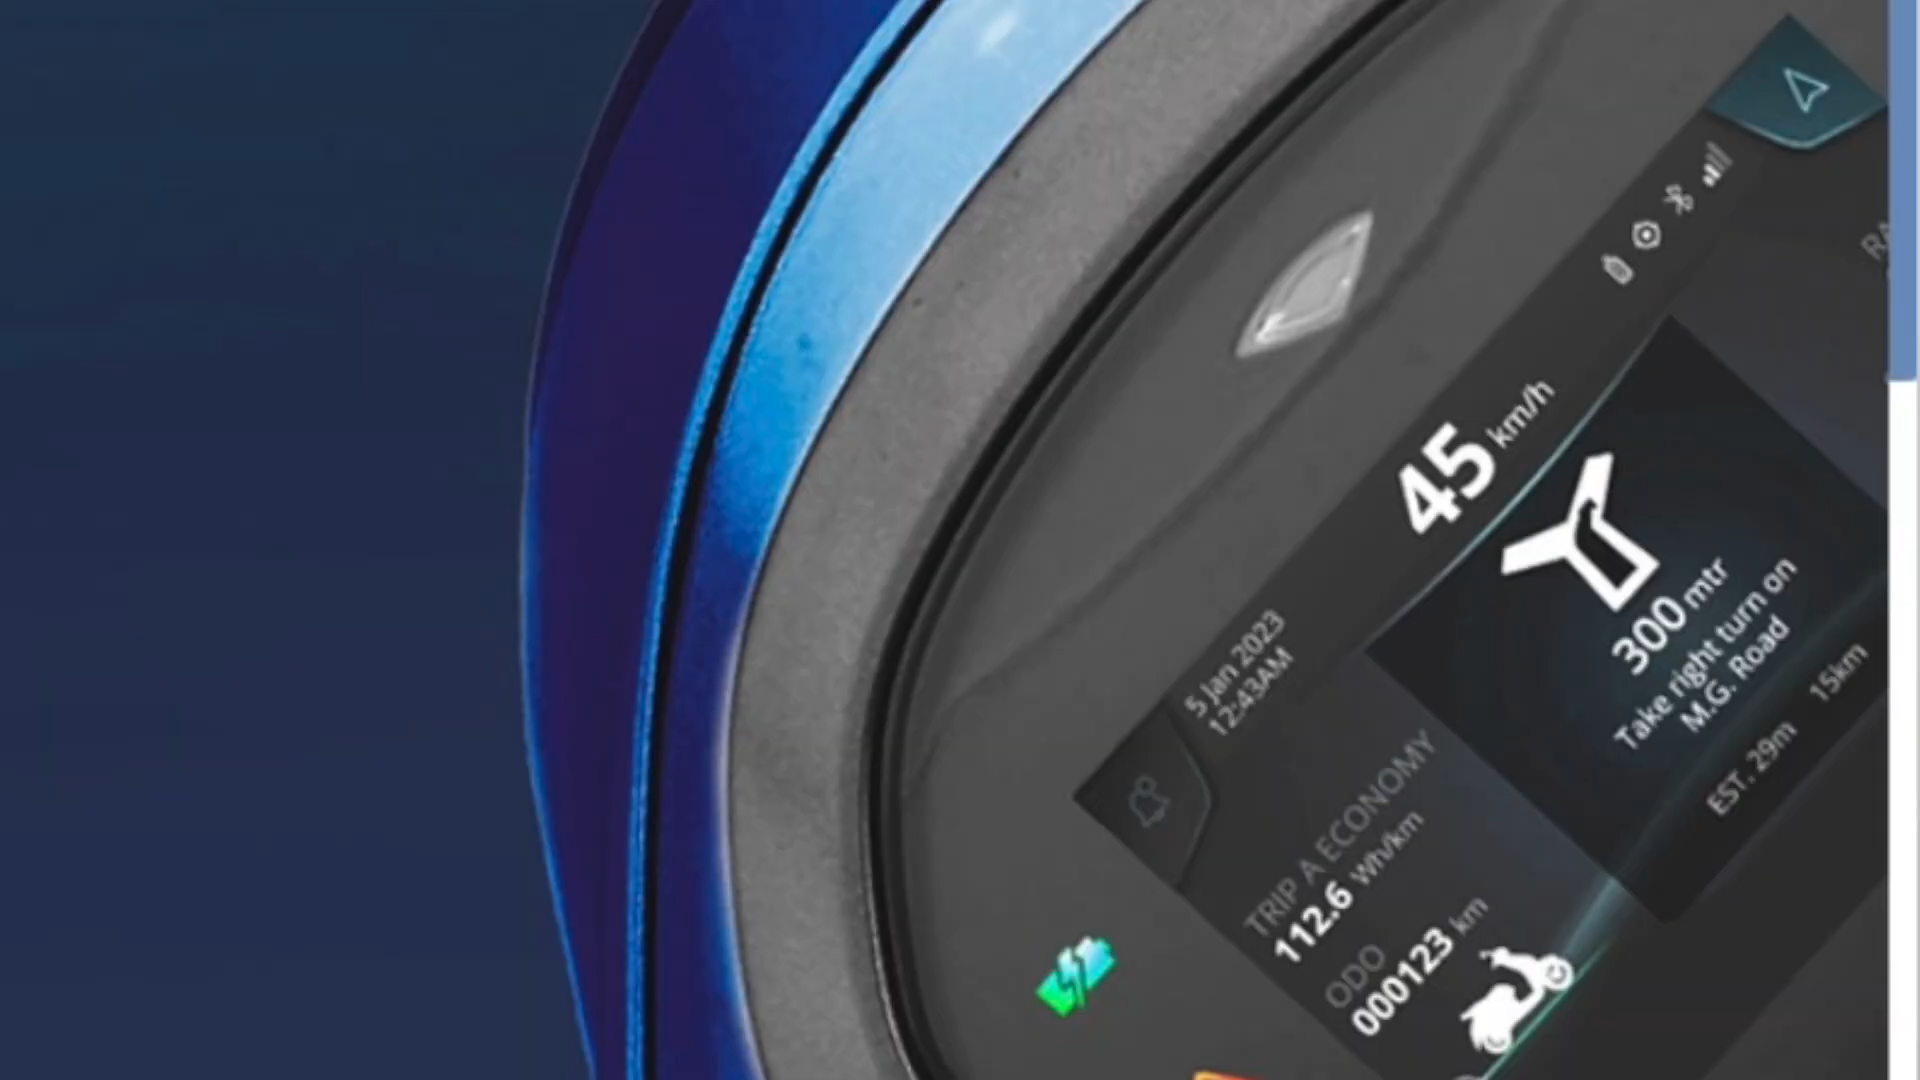 RA
45 km/h
300 mtr
Take right turn on
M.G. Road
EST. 29m 15km
5 Jan 2023
12:43AM
TRIP A ECONOMY
112.6 Wh/km
ODO
000123 km